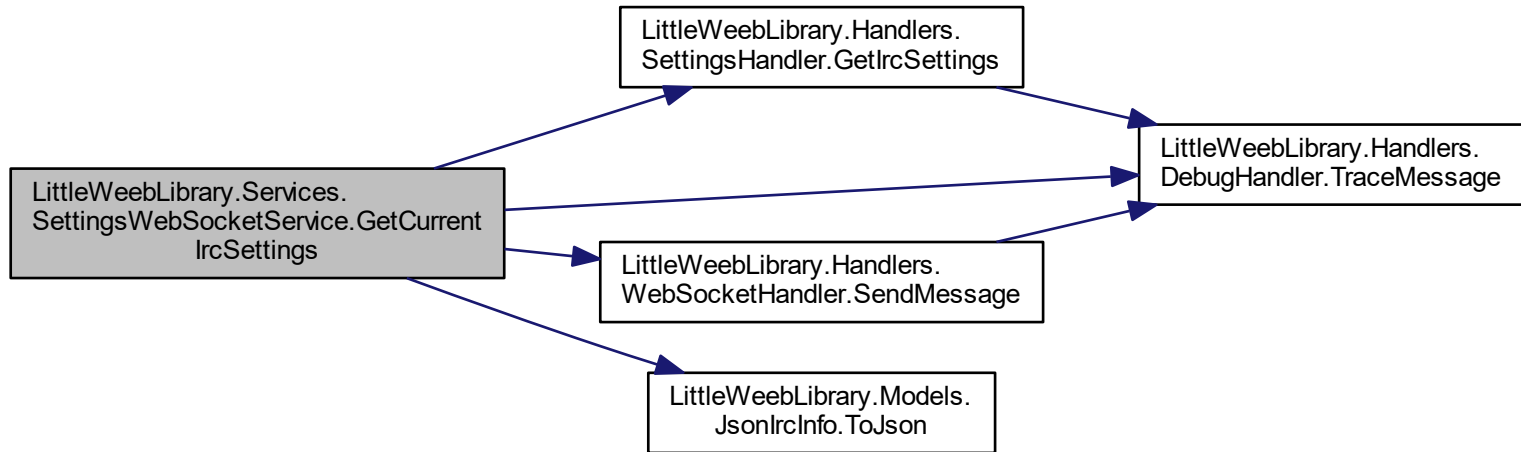 LittleWeebLibrary.Handlers.
SettingsHandler.GetIrcSettings
LittleWeebLibrary.Handlers.
DebugHandler.TraceMessage
LittleWeebLibrary.Services.
SettingsWebSocketService.GetCurrent
IrcSettings
LittleWeebLibrary.Handlers.
WebSocketHandler.SendMessage
LittleWeebLibrary.Models.
JsonIrcInfo.ToJson